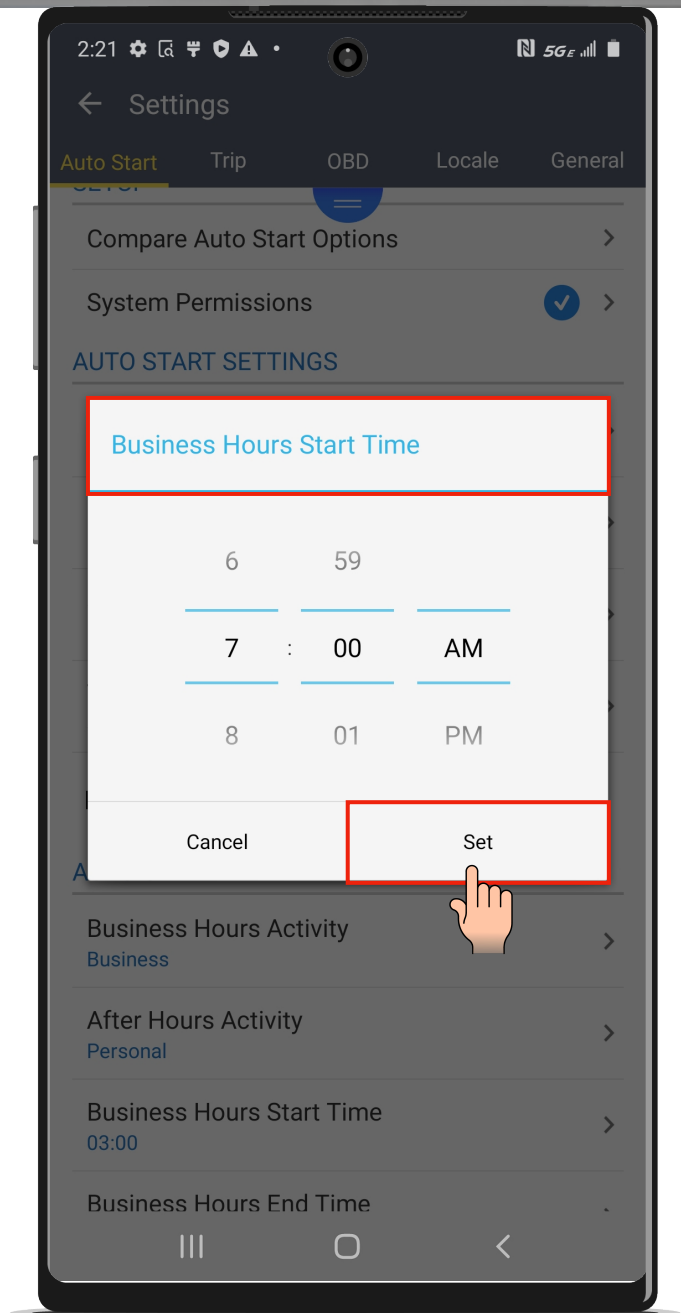 2:21
5GE
Settings
Auto Start Trip OBD Locale General
SETUP
Compare Auto Start Options
System Permissions
AUTO START SETTINGS
Business Hours Start Time
6 59
7 : 00 AM
8 01 PM
Cancel Set
A
Business Hours Activity
Business
After Hours Activity
Personal
Business Hours Start Time
03:00
Business Hours End Time